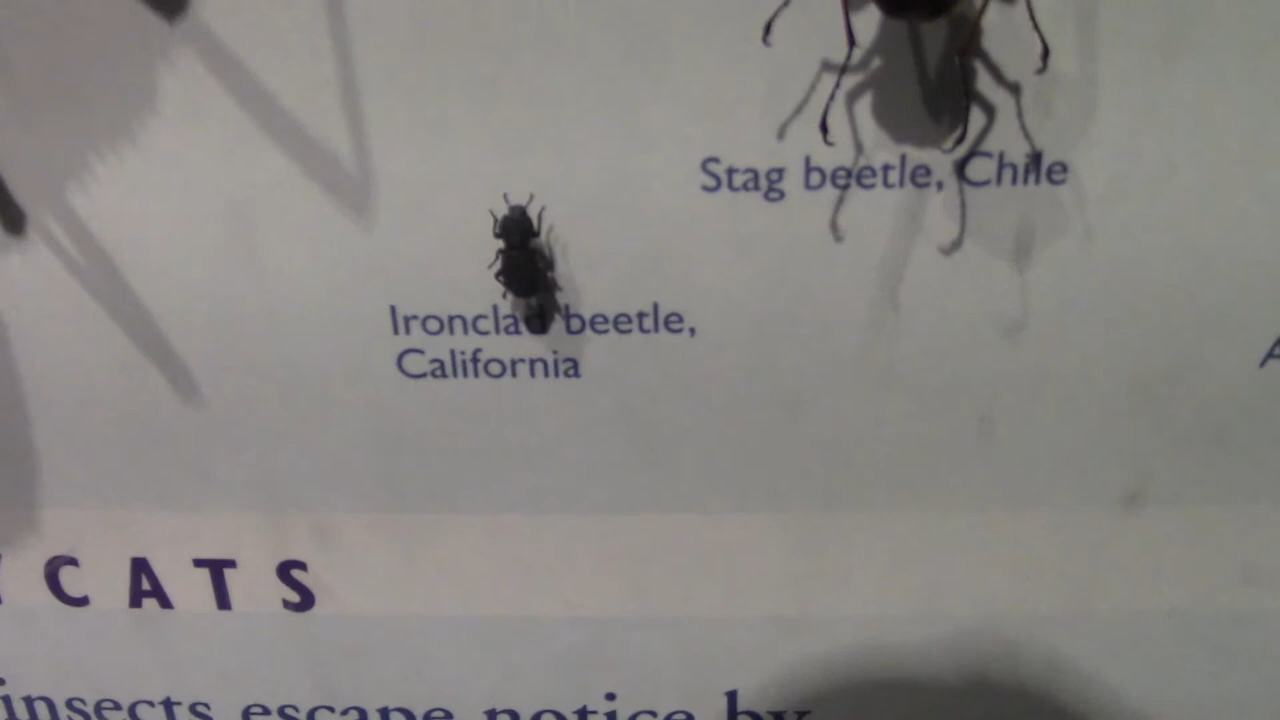 Stag beetle, Chile
Ironclad beetle,
California
CATS
insects escape notice by